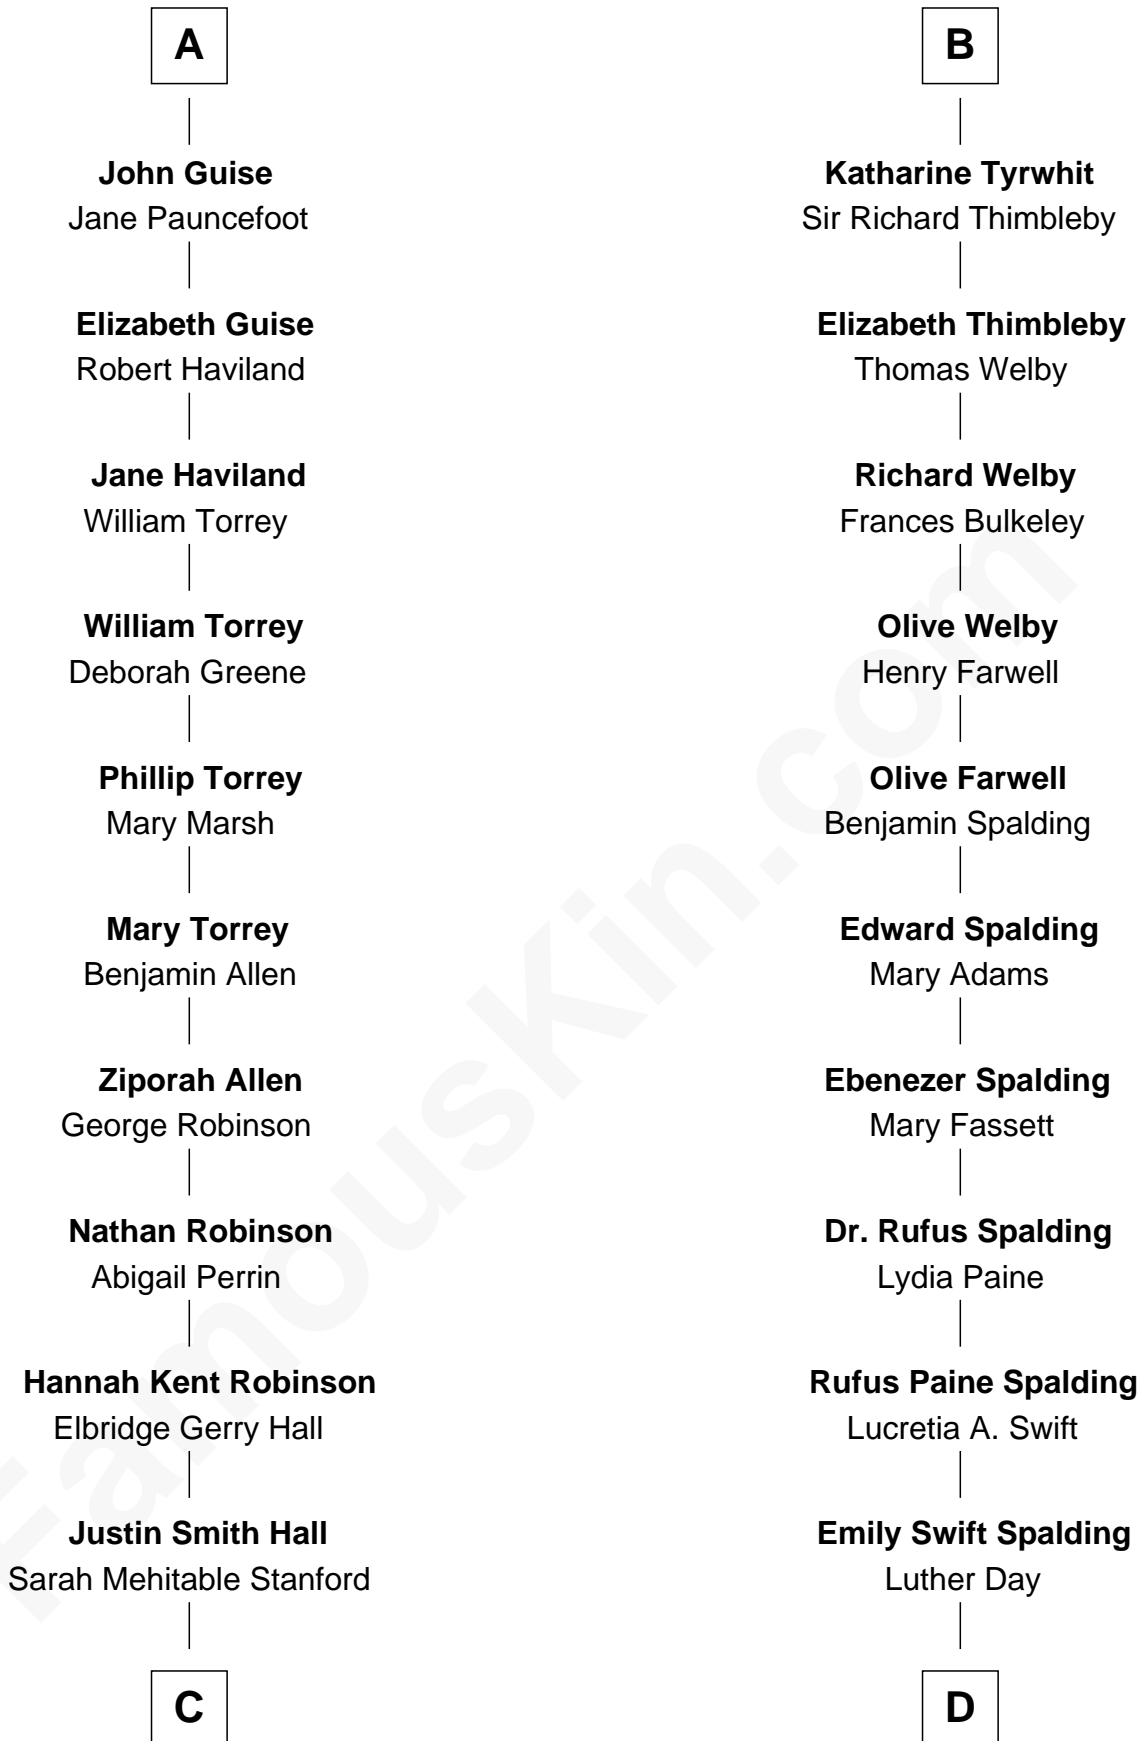 A
John Guise
Jane Pauncefoot
Elizabeth Guise
Robert Haviland
Jane Haviland
William Torrey
William Torrey
Deborah Greene
Phillip Torrey
Mary Marsh
Mary Torrey
Benjamin Allen
Ziporah Allen
George Robinson
Nathan Robinson
Abigail Perrin
Hannah Kent Robinson
Elbridge Gerry Hall
Justin Smith Hall
Sarah Mehitable Stanford
C
B
Katharine Tyrwhit
Sir Richard Thimbleby
Elizabeth Thimbleby
Thomas Welby
Richard Welby
Frances Bulkeley
Olive Welby
Henry Farwell
Olive Farwell
Benjamin Spalding
Edward Spalding
Mary Adams
Ebenezer Spalding
Mary Fassett
Dr. Rufus Spalding
Lydia Paine
Rufus Paine Spalding
Lucretia A. Swift
Emily Swift Spalding
Luther Day
D
FamousKin.com